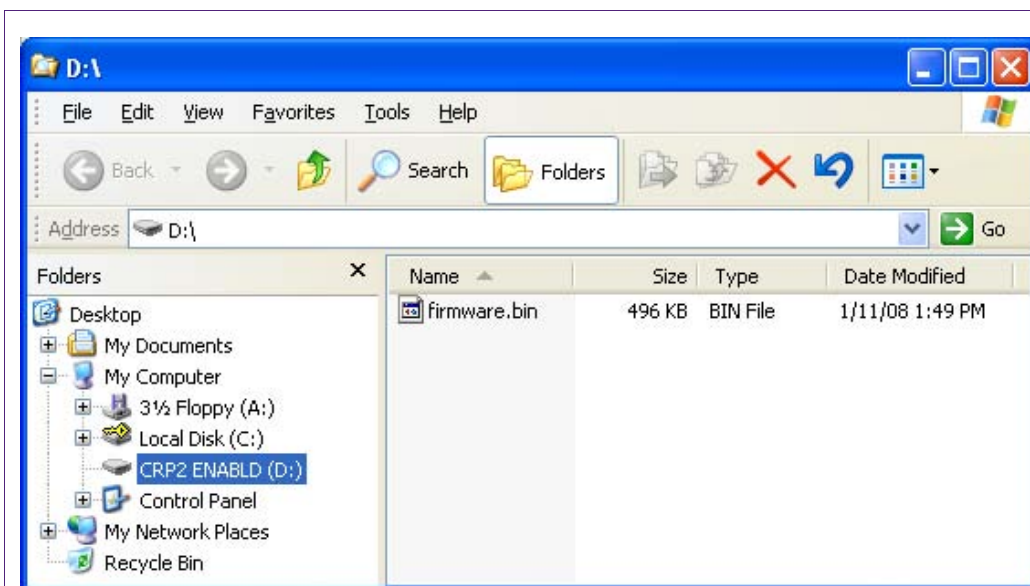 D:\
File Edit View Favorites Tools Help
Back Search Folders
Address D:\ Go
Folders X
Name Size Type Date Modified
firmware.bin 496 KB BIN File 1/11/08 1:49 PM
Desktop
My Documents
My Computer
3½ Floppy (A:)
Local Disk (C:)
CRP2 ENABLD (D:)
Control Panel
My Network Places
Recycle Bin